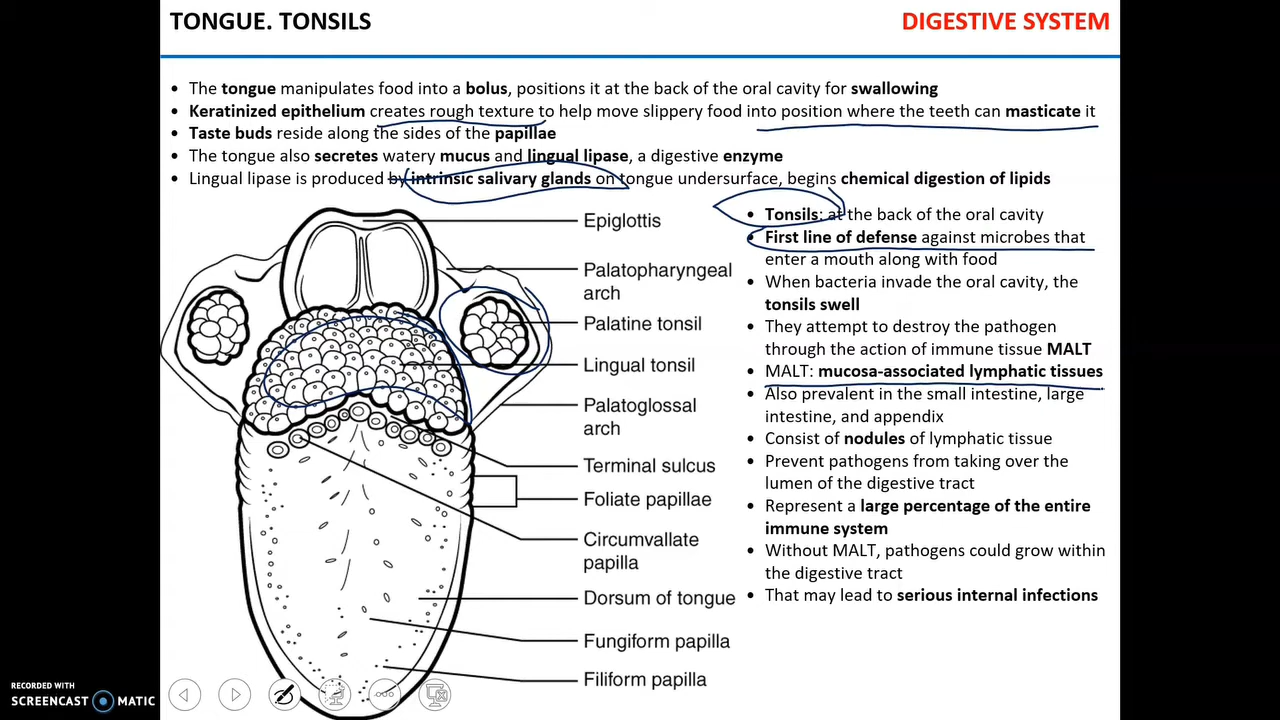 TONGUE. TONSILS
DIGESTIVE SYSTEM
• The tongue manipulates food into a bolus, positions it at the back of the oral cavity for swallowing
• Keratinized epithelium creates rough texture to help move slippery food into position where the teeth can masticate it
• Taste buds reside along the sides of the papillae
• The tongue also secretes watery mucus and lingual lipase, a digestive enzyme
• Lingual lipase is produced by intrinsic salivary glands on tongue undersurface, begins chemical digestion of lipids
Epiglottis
Palatopharyngeal
arch
Palatine tonsil
Lingual tonsil
Palatoglossal
arch
Terminal sulcus
Foliate papillae
Circumvallate
papilla
Dorsum of tongue
Fungiform papilla
Filiform papilla
• Tonsils: at the back of the oral cavity
• First line of defense against microbes that
enter a mouth along with food
• When bacteria invade the oral cavity, the
tonsils swell
• They attempt to destroy the pathogen
through the action of immune tissue MALT
• MALT: mucosa-associated lymphatic tissues
• Also prevalent in the small intestine, large
intestine, and appendix
• Consist of nodules of lymphatic tissue
• Prevent pathogens from taking over the
lumen of the digestive tract
• Represent a large percentage of the entire
immune system
• Without MALT, pathogens could grow within
the digestive tract
• That may lead to serious internal infections
RECORDED WITH
SCREENCAST MATIC